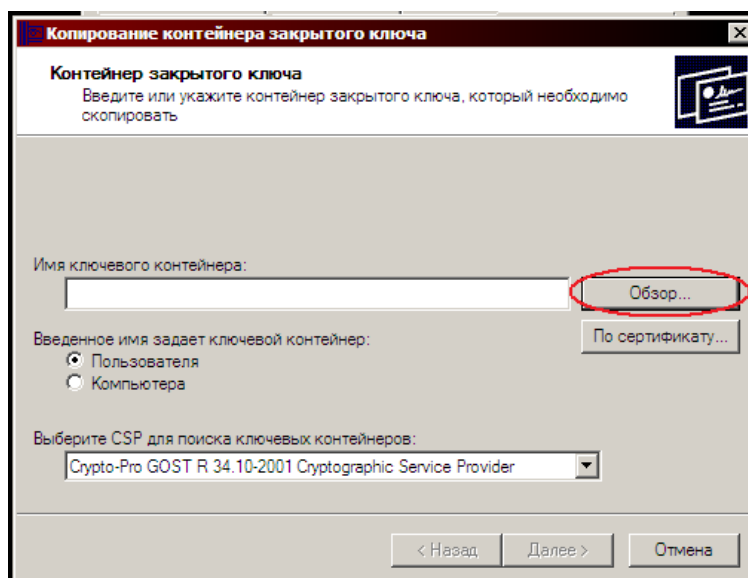 Копирование контейнера закрытого ключа
Контейнер закрытого ключа
Введите или укажите контейнер закрытого ключа, который необходимо
скопировать
Имя ключевого контейнера:
Обзор...
Введенное имя задает ключевой контейнер:
По сертификату...
Пользователя
Компьютера
Выберите CSP для поиска ключевых контейнеров:
Crypto-Pro GOST R 34.10-2001 Cryptographic Service Provider
< Назад
Далее >
Отмена